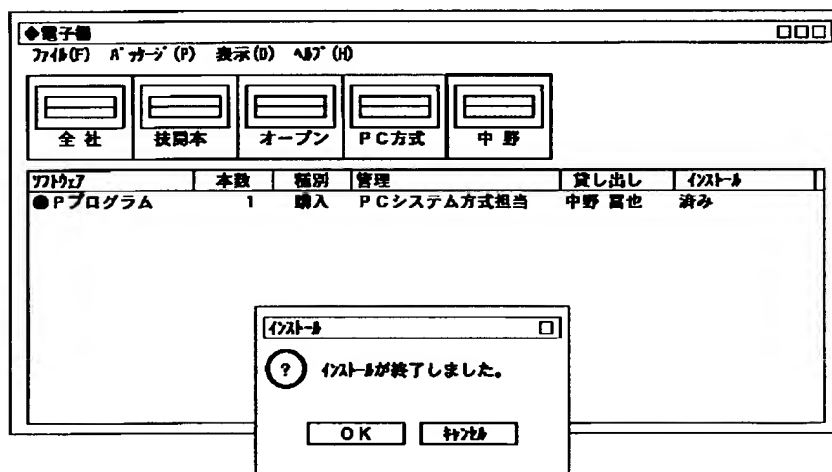 ◆電子棚
ファイル(F) パッケージ(P) 表示(D) ヘルプ(H)
全社 技開本 オープン PC方式 中野
ソフトウェア 本数 種別 管理 貸し出し インストール
●Pプログラム 1 購入 PCシステム方式担当 中野 冨也 済み
インストール
? インストールが終了しました。
OK キャンセル